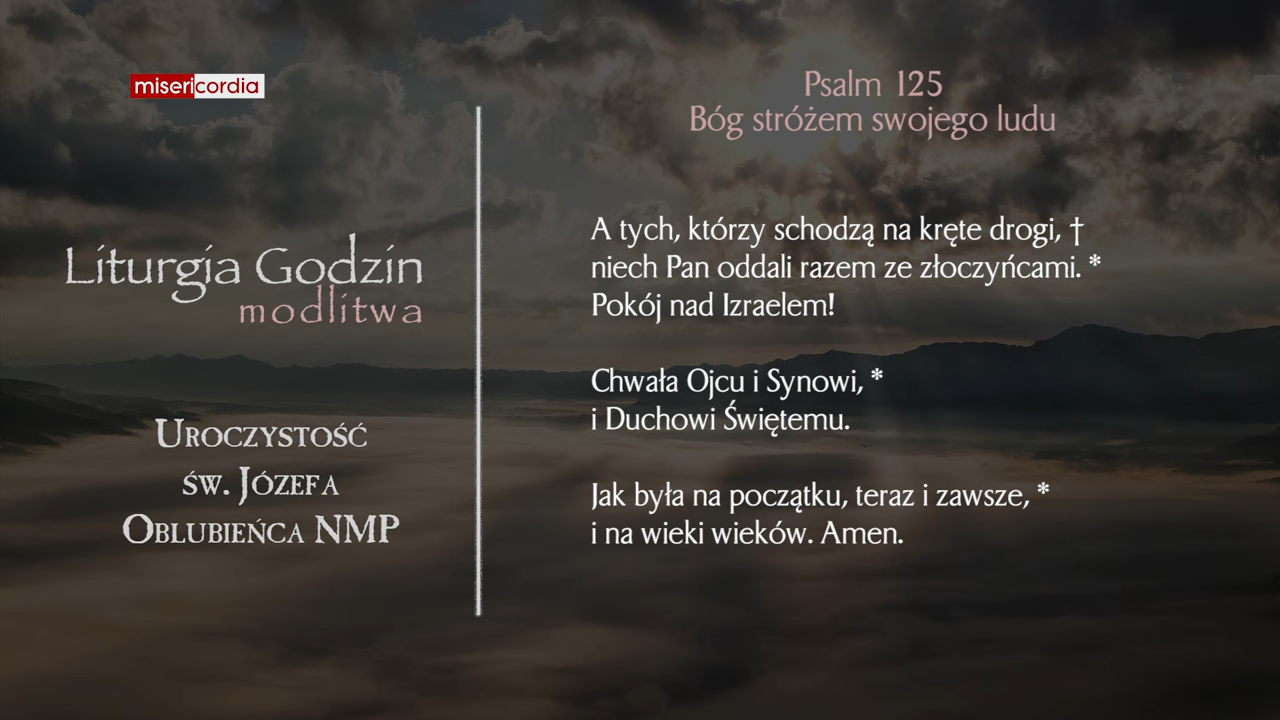 misericordia
Liturgia Godzin
modlitwa
Uroczystość
św. Józefa
Oblubieńca NMP
Psalm 125
Bóg stróżem swojego ludu
A tych, którzy schodzą na kręte drogi, †
niech Pan oddali razem ze złoczyńcami. *
Pokój nad Izraelem!
Chwała Ojcu i Synowi, *
i Duchowi Świętemu.
Jak była na początku, teraz i zawsze, *
i na wieki wieków. Amen.